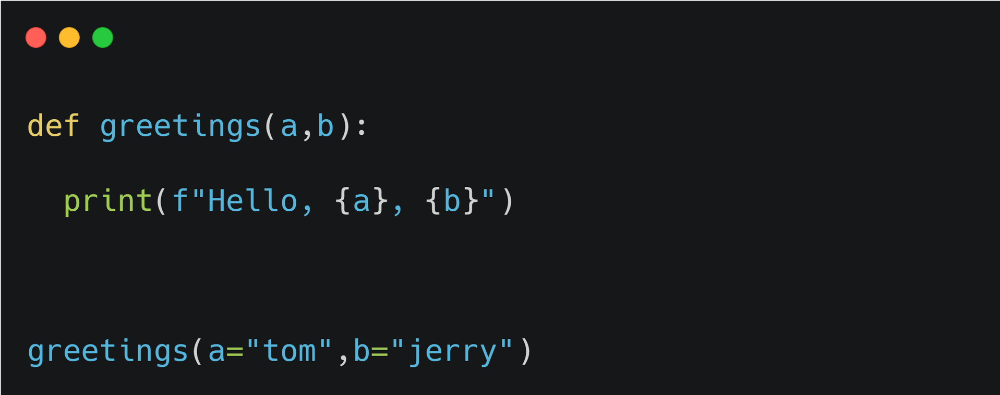 def greetings(a,b):
  print(f"Hello, {a}, {b}")
greetings(a="tom",b="jerry")